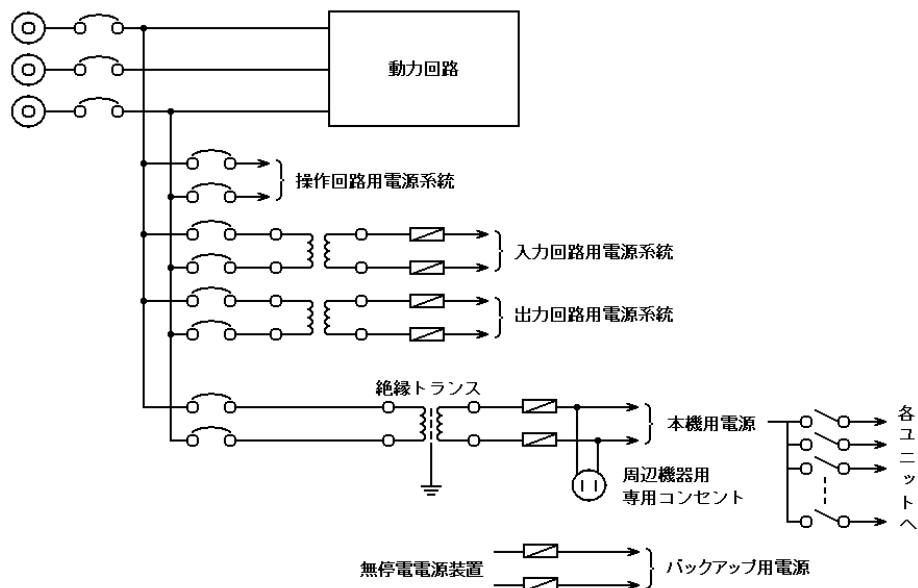 動力回路
操作回路用電源系統
入力回路用電源系統
出力回路用電源系統
絶縁トランス
本機用電源
各ユニットへ
周辺機器用
専用コンセント
無停電電源装置
バックアップ用電源